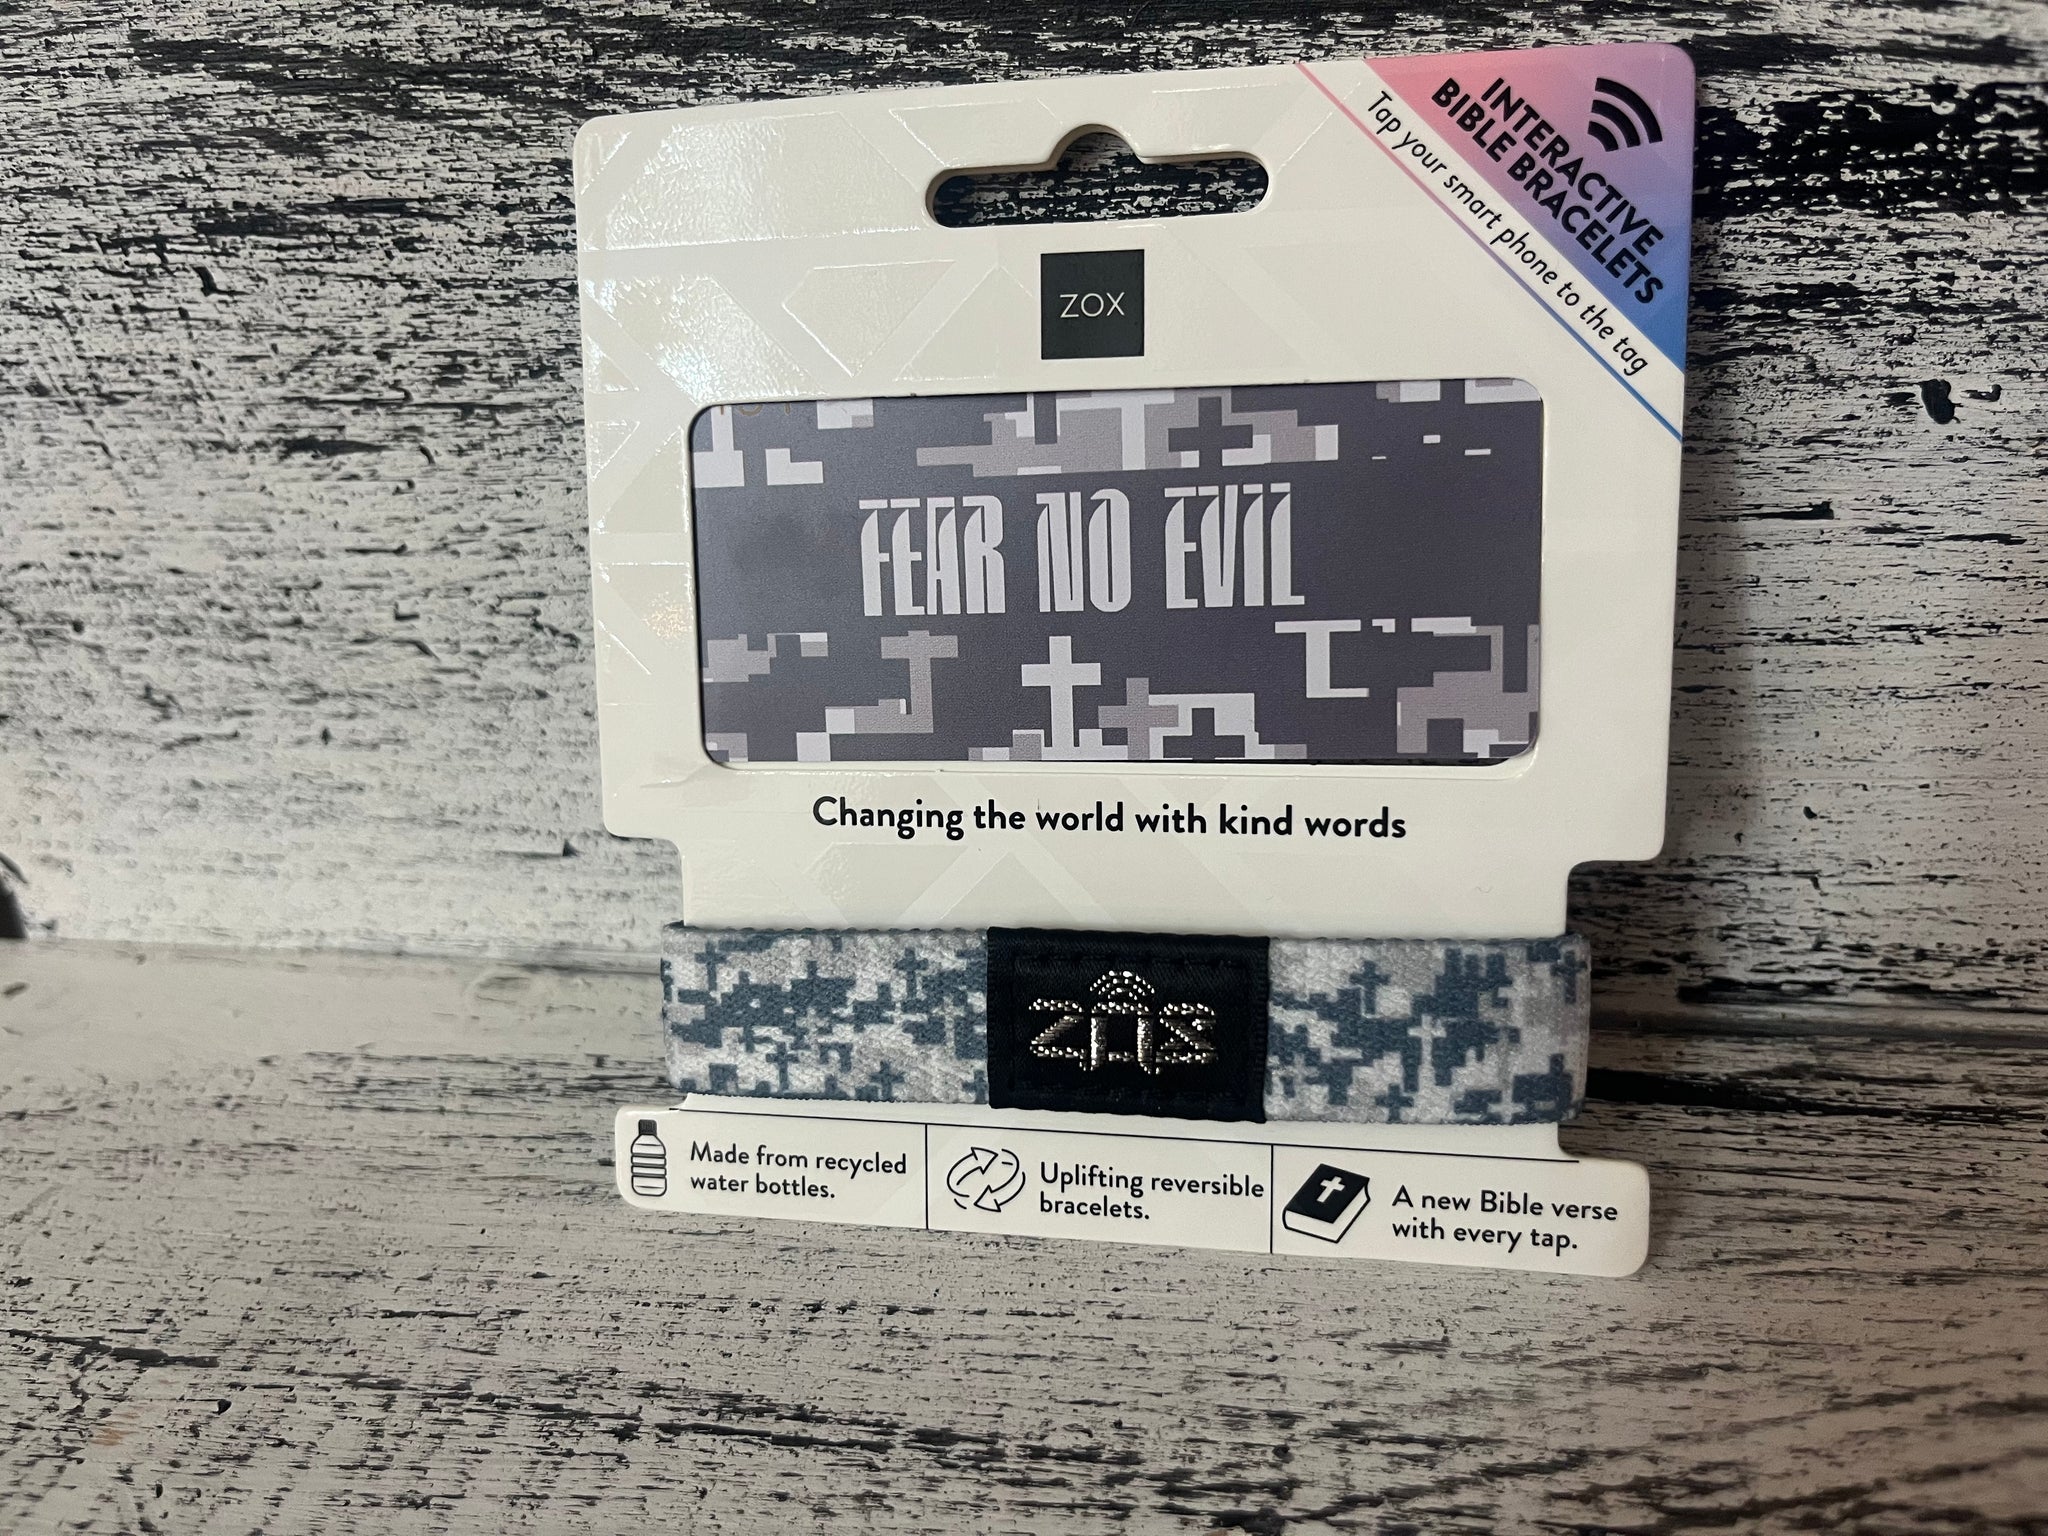 INTERACTIVE
BIBLE BRACELETS
Tap your smart phone to the tag
ZOX
FEAR NO EVIL
Changing the world with kind words
Made from recycled
water bottles.
Uplifting reversible
bracelets.
A new Bible verse
with every tap.